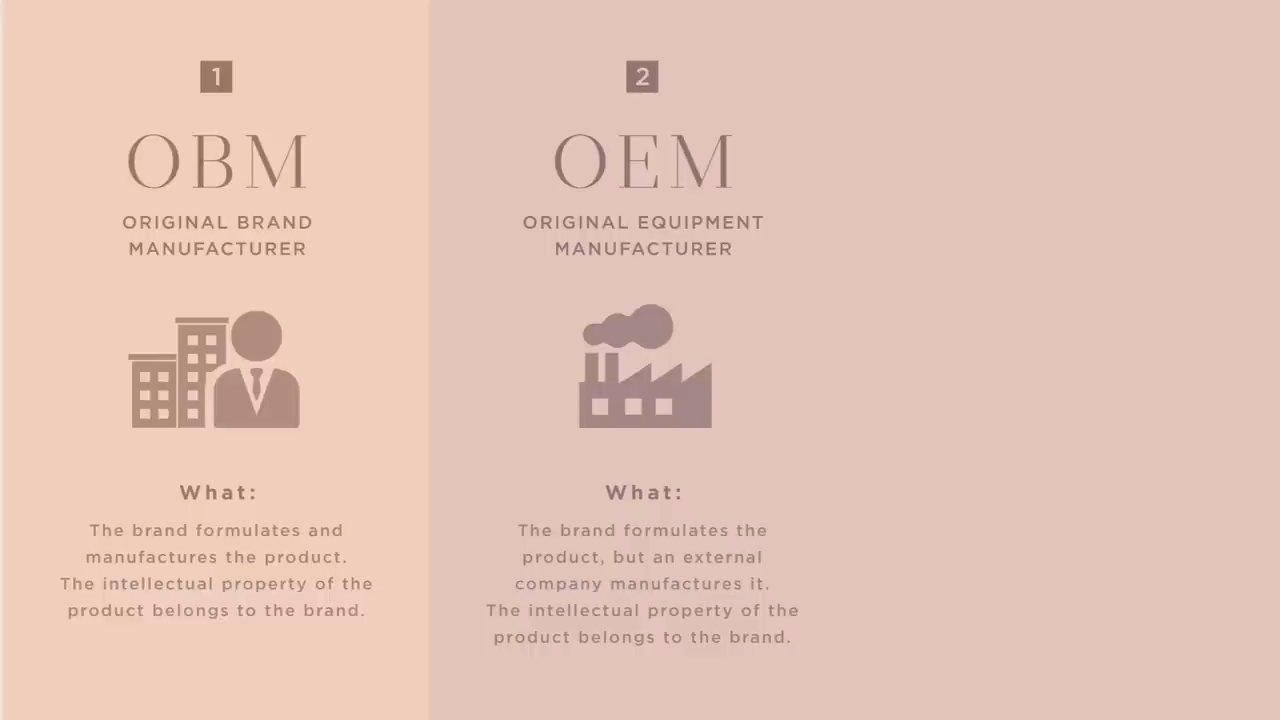 1
OBM
ORIGINAL BRAND
MANUFACTURER
What:
The brand formulates and
manufactures the product.
The intellectual property of the
product belongs to the brand.
2
OEM
ORIGINAL EQUIPMENT
MANUFACTURER
What:
The brand formulates the
product, but an external
company manufactures it.
The intellectual property of the
product belongs to the brand.